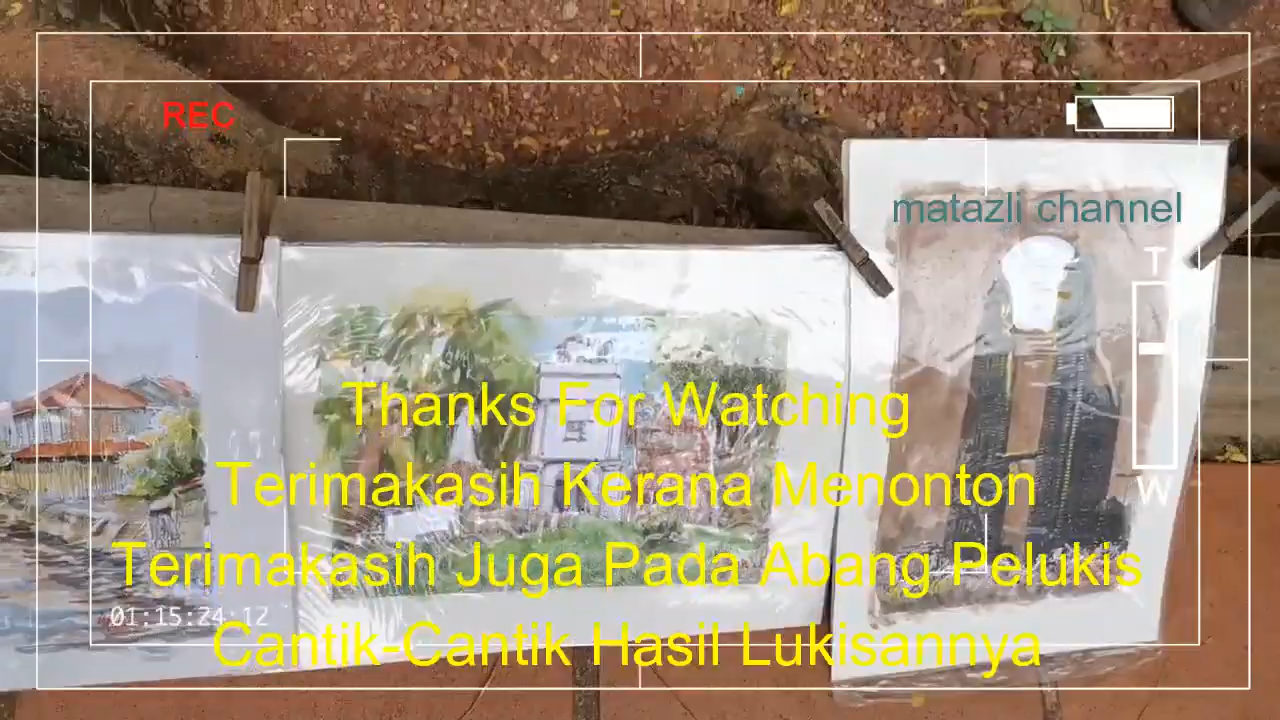 REC
matazli channel
T
Thanks For Watching
Terimakasih Kerana Menonton
W
Terimakasih Juga Pada Abang Pelukis
01:15:24:12
Cantik-Cantik Hasil Lukisannya